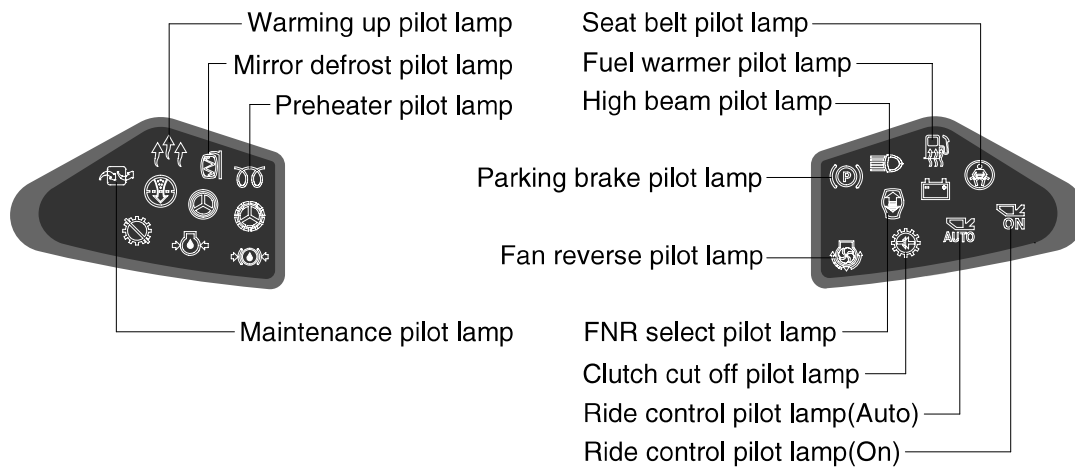 Warming up pilot lamp
Mirror defrost pilot lamp
Preheater pilot lamp
Maintenance pilot lamp
Seat belt pilot lamp
Fuel warmer pilot lamp
High beam pilot lamp
Parking brake pilot lamp
(P)
AUTO
ON
Fan reverse pilot lamp
FNR select pilot lamp
Clutch cut off pilot lamp
Ride control pilot lamp(Auto)
Ride control pilot lamp(On)